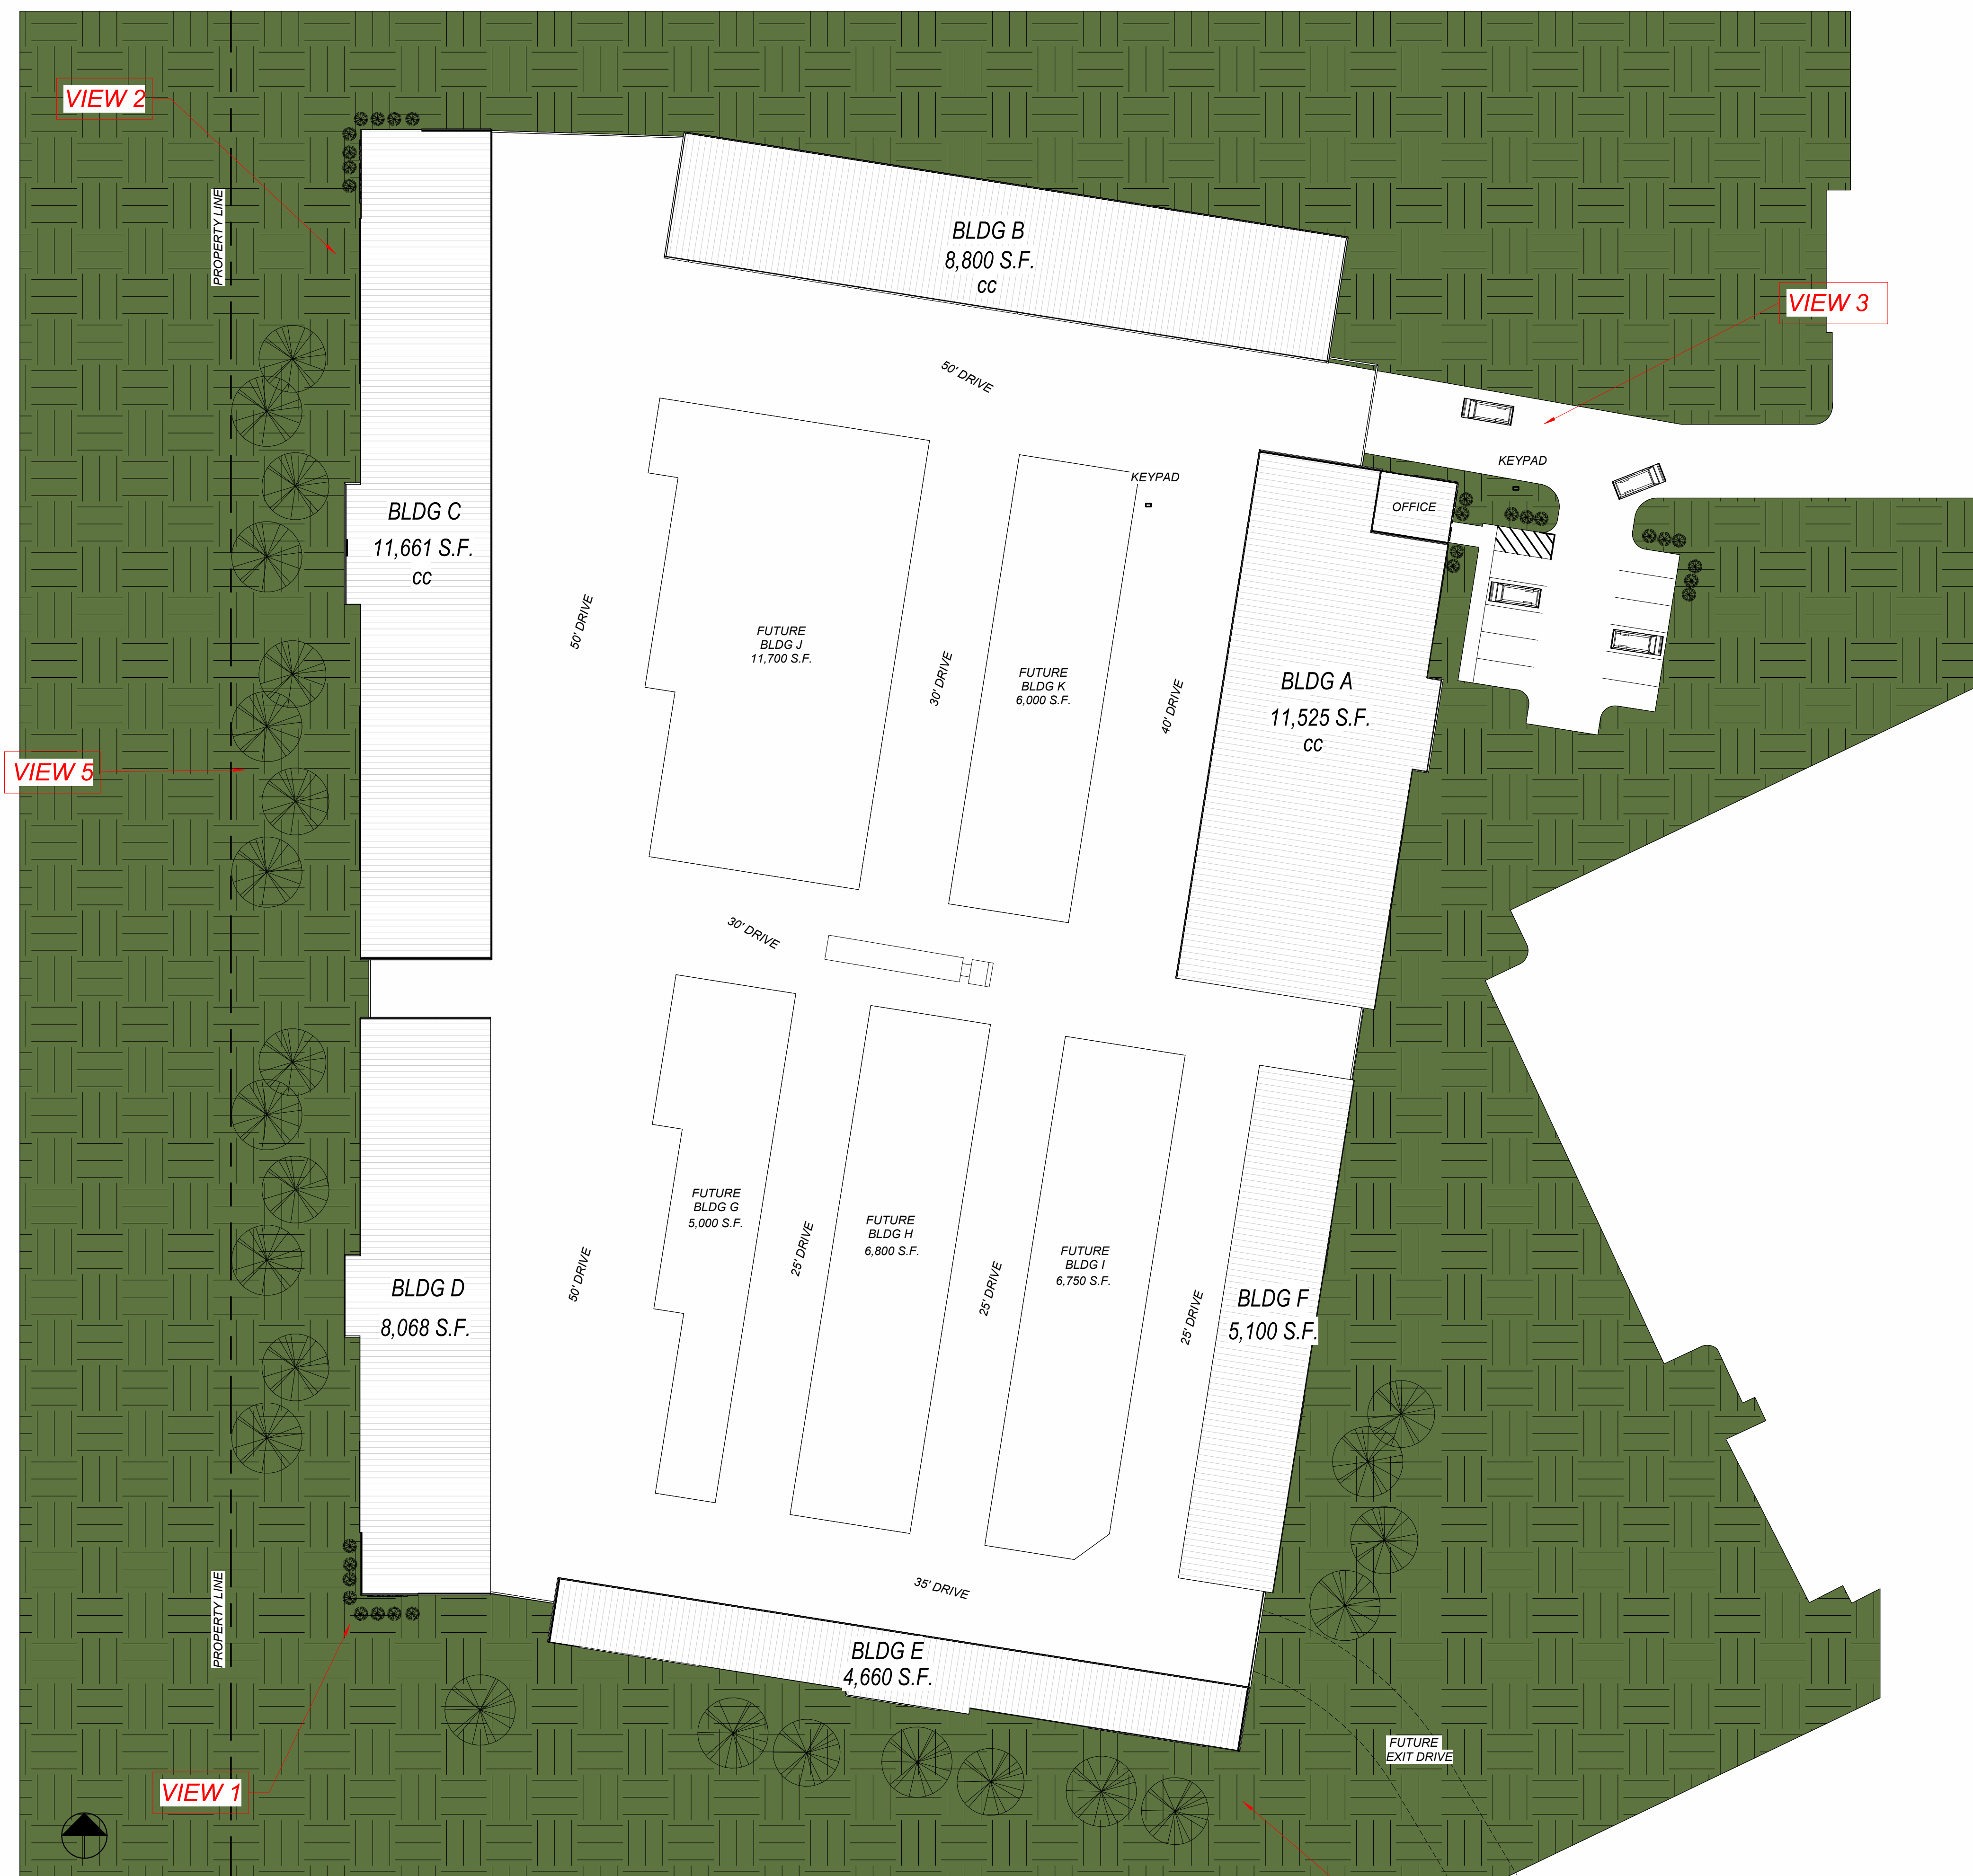 VIEW 2
PROPERTY LINE
BLDG B
8,800 S.F.
CC
VIEW 3
50' DRIVE
KEYPAD
KEYPAD
OFFICE
BLDG C
11,661 S.F.
CC
50' DRIVE
FUTURE
BLDG J
11,700 S.F.
30' DRIVE
FUTURE
BLDG K
6,000 S.F.
40' DRIVE
BLDG A
11,525 S.F.
CC
VIEW 5
30' DRIVE
FUTURE
BLDG G
5,000 S.F.
25' DRIVE
FUTURE
BLDG H
6,800 S.F.
25' DRIVE
FUTURE
BLDG I
6,750 S.F.
25' DRIVE
BLDG F
5,100 S.F.
50' DRIVE
BLDG D
8,068 S.F.
PROPERTY LINE
35' DRIVE
BLDG E
4,660 S.F.
FUTURE
EXIT DRIVE
VIEW 1